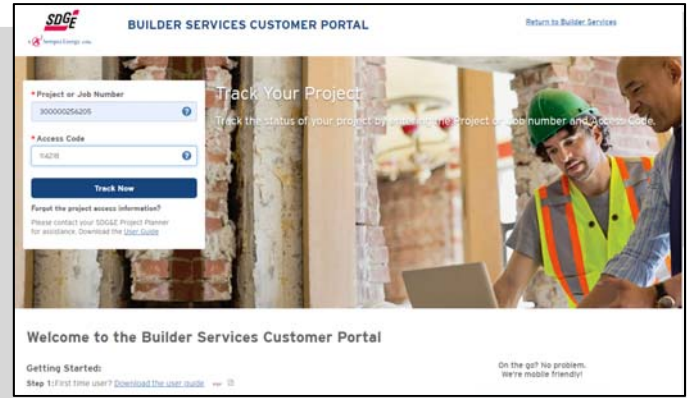 SDGE
A Sempra Energy utility
BUILDER SERVICES CUSTOMER PORTAL
Return to Builder Services
*Project or Job Number
300000256205
*Access Code
114218
Track Now
Forgot the project access information?
Please contact your SDG&E Project Planner
for assistance. Download the User Guide
Track Your Project
Track the status of your project by entering the Project or Job number and Access Code.
Welcome to the Builder Services Customer Portal
Getting Started:
Step 1: First time user? Download the user guide
On the go? No problem.
We're mobile friendly!